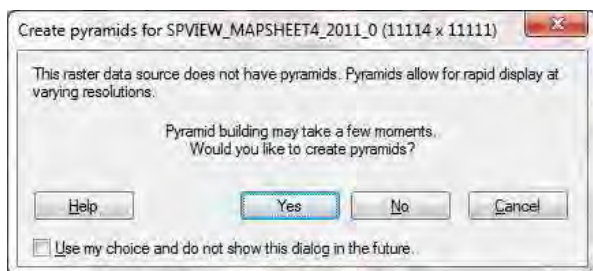 Create pyramids for SPVIEW_MAPSHEET4_2011_0 (11114 x 11111)
This raster data source does not have pyramids. Pyramids allow for rapid display at
varying resolutions.
Pyramid building may take a few moments.
Would you like to create pyramids?
Help Yes No Cancel
Use my choice and do not show this dialog in the future.